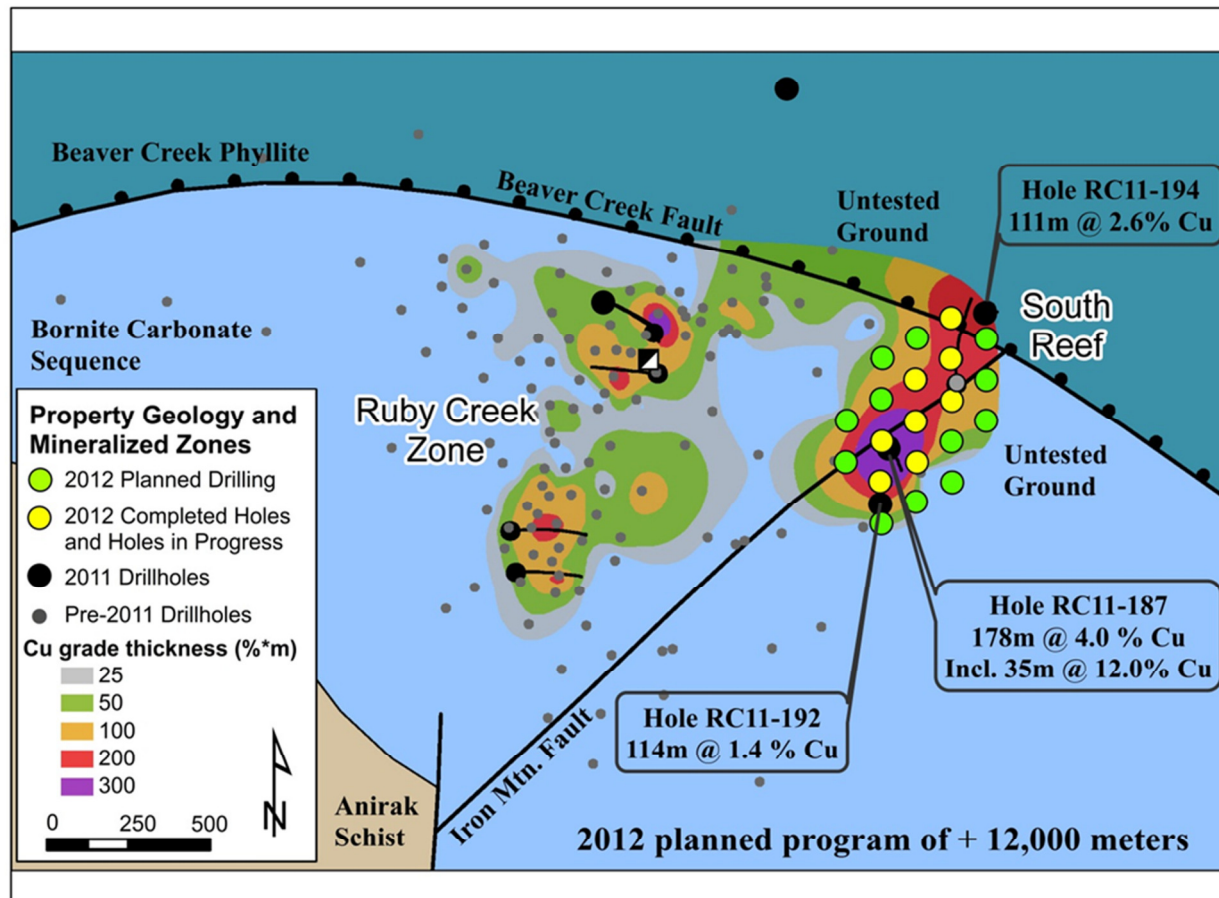 Beaver Creek Phyllite
Beaver Creek Fault
Untested
Ground
Hole RC11-194
111m @ 2.6% Cu
South
Reef
Bornite Carbonate
Sequence
Ruby Creek
Zone
Untested
Ground
Property Geology and
Mineralized Zones
2012 Planned Drilling
2012 Completed Holes
and Holes in Progress
2011 Drillholes
Pre-2011 Drillholes
Cu grade thickness (%*m)
25
50
100
200
300
N
0 250 500
Hole RC11-187
178m @ 4.0 % Cu
Incl. 35m @ 12.0% Cu
Hole RC11-192
114m @ 1.4 % Cu
Iron Mtn. Fault
Anirak
Schist
2012 planned program of + 12,000 meters